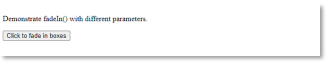 Demonstrate fadeIn() with different parameters.
Click to fade in boxes